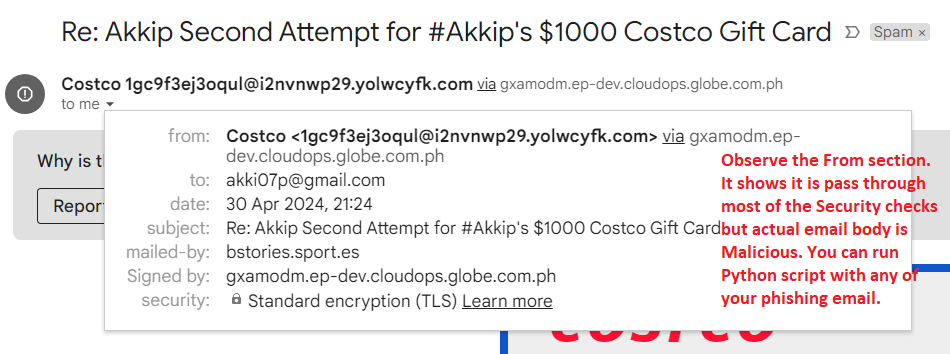 Re: Akkip Second Attempt for #Akkip's $1000 Costco Gift Card Spam ×
Costco 1gc9f3ej3oqul@i2nvnwp29.yolwcyfk.com via gxamodm.ep-dev.cloudops.globe.com.ph
to me
from: Costco <1gc9f3ej3oqul@i2nvnwp29.yolwcyfk.com> via gxamodm.ep-
dev.cloudops.globe.com.ph
to: akki07p@gmail.com
date: 30 Apr 2024, 21:24
subject: Re: Akkip Second Attempt for #Akkip's $1000 Costco Gift Card
mailed-by: bstories.sport.es
Signed by: gxamodm.ep-dev.cloudops.globe.com.ph
security: Standard encryption (TLS) Learn more
Why is t
Repor
Observe the From section.
It shows it is pass through
most of the Security checks
but actual email body is
Malicious. You can run
Python script with any of
your phishing email.